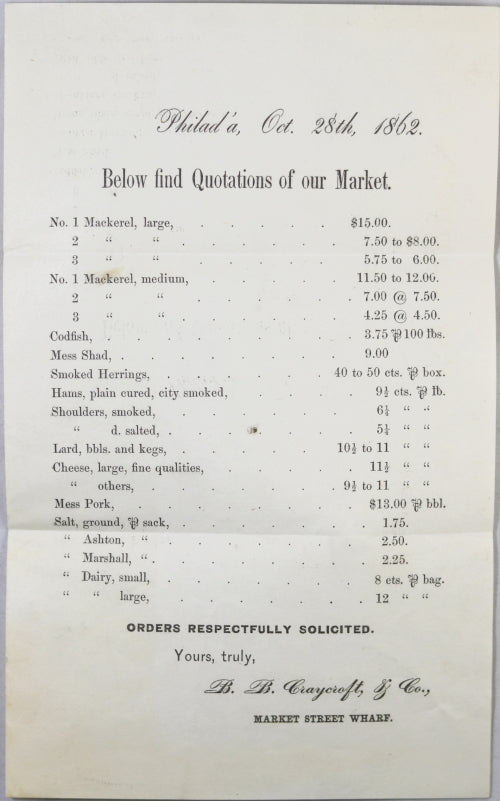 Philad'a, Oct. 28th, 1862.
Below find Quotations of our Market.
No. 1 Mackerel, large, . . . . . $15.00.
2 “ “ . . . . . 7.50 to $8.00.
3 “ “ . . . . . 5.75 to 6.00.
No. 1 Mackerel, medium, . . . . . 11.50 to 12.00.
2 “ “ . . . . . 7.00 @ 7.50.
3 “ “ . . . . . 4.25 @ 4.50.
Codfish, . . . . . . . . 3.75 ⅌ 100 lbs.
Mess Shad, . . . . . . . . 9.00
Smoked Herrings, . . . . . . 40 to 50 cts. ⅌ box.
Hams, plain cured, city smoked, . . . . 9½ cts. ⅌ lb.
Shoulders, smoked, . . . . . . 6¼ “ “
“ d. salted, . . . . . . 5¼ “ “
Lard, bbls. and kegs, . . . . . 10½ to 11 “ “
Cheese, large, fine qualities, . . . . 11½ “ “
“ others, . . . . . 9½ to 11 “ “
Mess Pork, . . . . . . . $13.00 ⅌ bbl.
Salt, ground, ⅌ sack, . . . . . . 1.75.
“ Ashton, “ . . . . . . 2.50.
“ Marshall, “ . . . . . . 2.25.
“ Dairy, small, . . . . . . 8 cts. ⅌ bag.
“ “ large, . . . . . . 12 “ “
ORDERS RESPECTFULLY SOLICITED.
Yours, truly,
B. B. Craycroft, & Co.,
MARKET STREET WHARF.